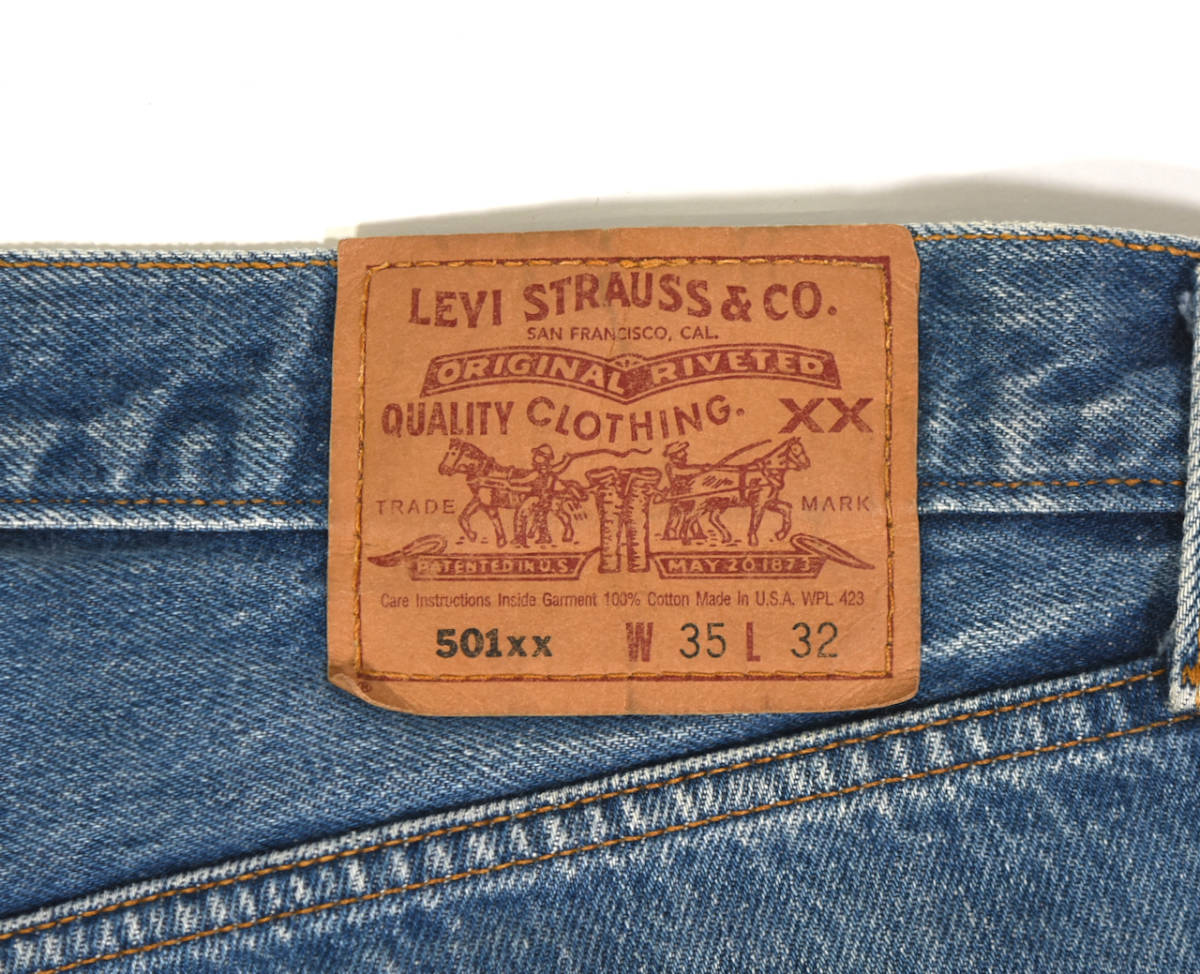 LEVI STRAUSS & CO.
SAN FRANCISCO, CAL.
ORIGINAL RIVETED
QUALITY CLOTHING. XX
TRADE MARK
PATENTED IN U.S. MAY 20 1873
Care Instructions Inside Garment 100% Cotton Made In U.S.A. WPL 423
501xx W 35 L 32